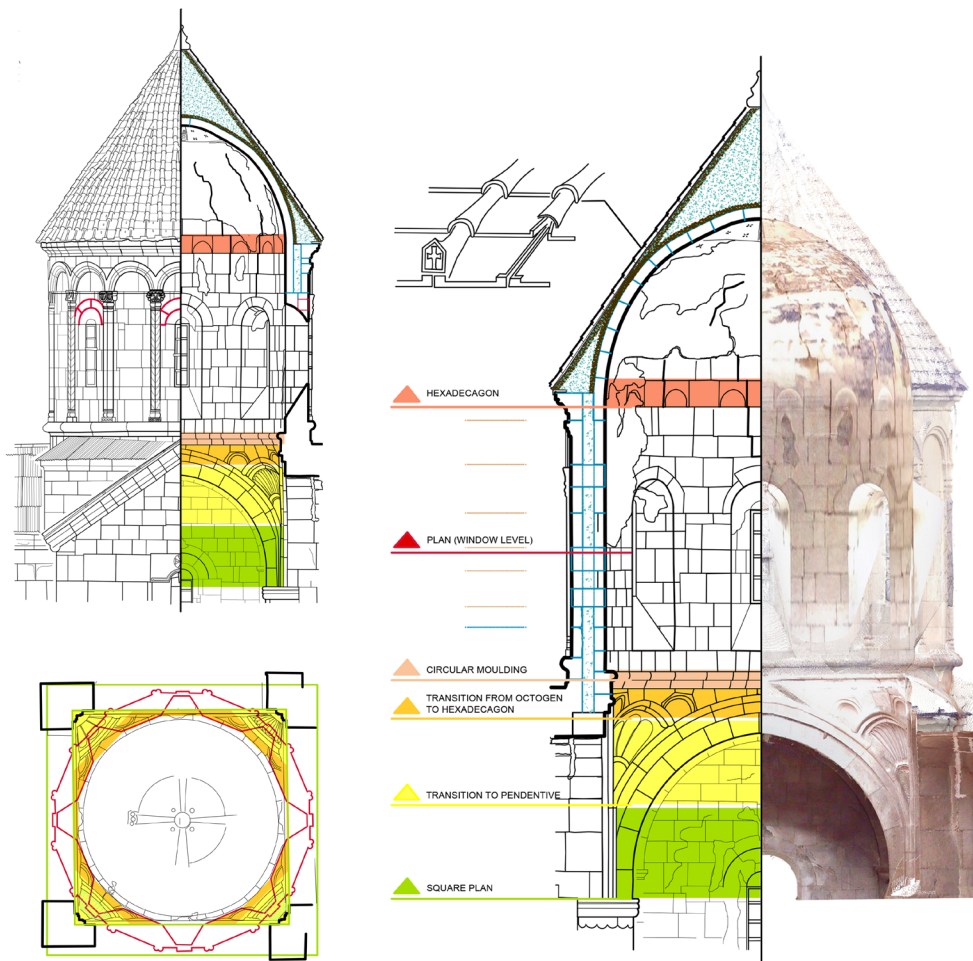 HEXADECAGON
PLAN (WINDOW LEVEL)
CIRCULAR MOULDING
TRANSITION FROM OCTOGEN
TO HEXADECAGON
TRANSITION TO PENDENTIVE
SQUARE PLAN